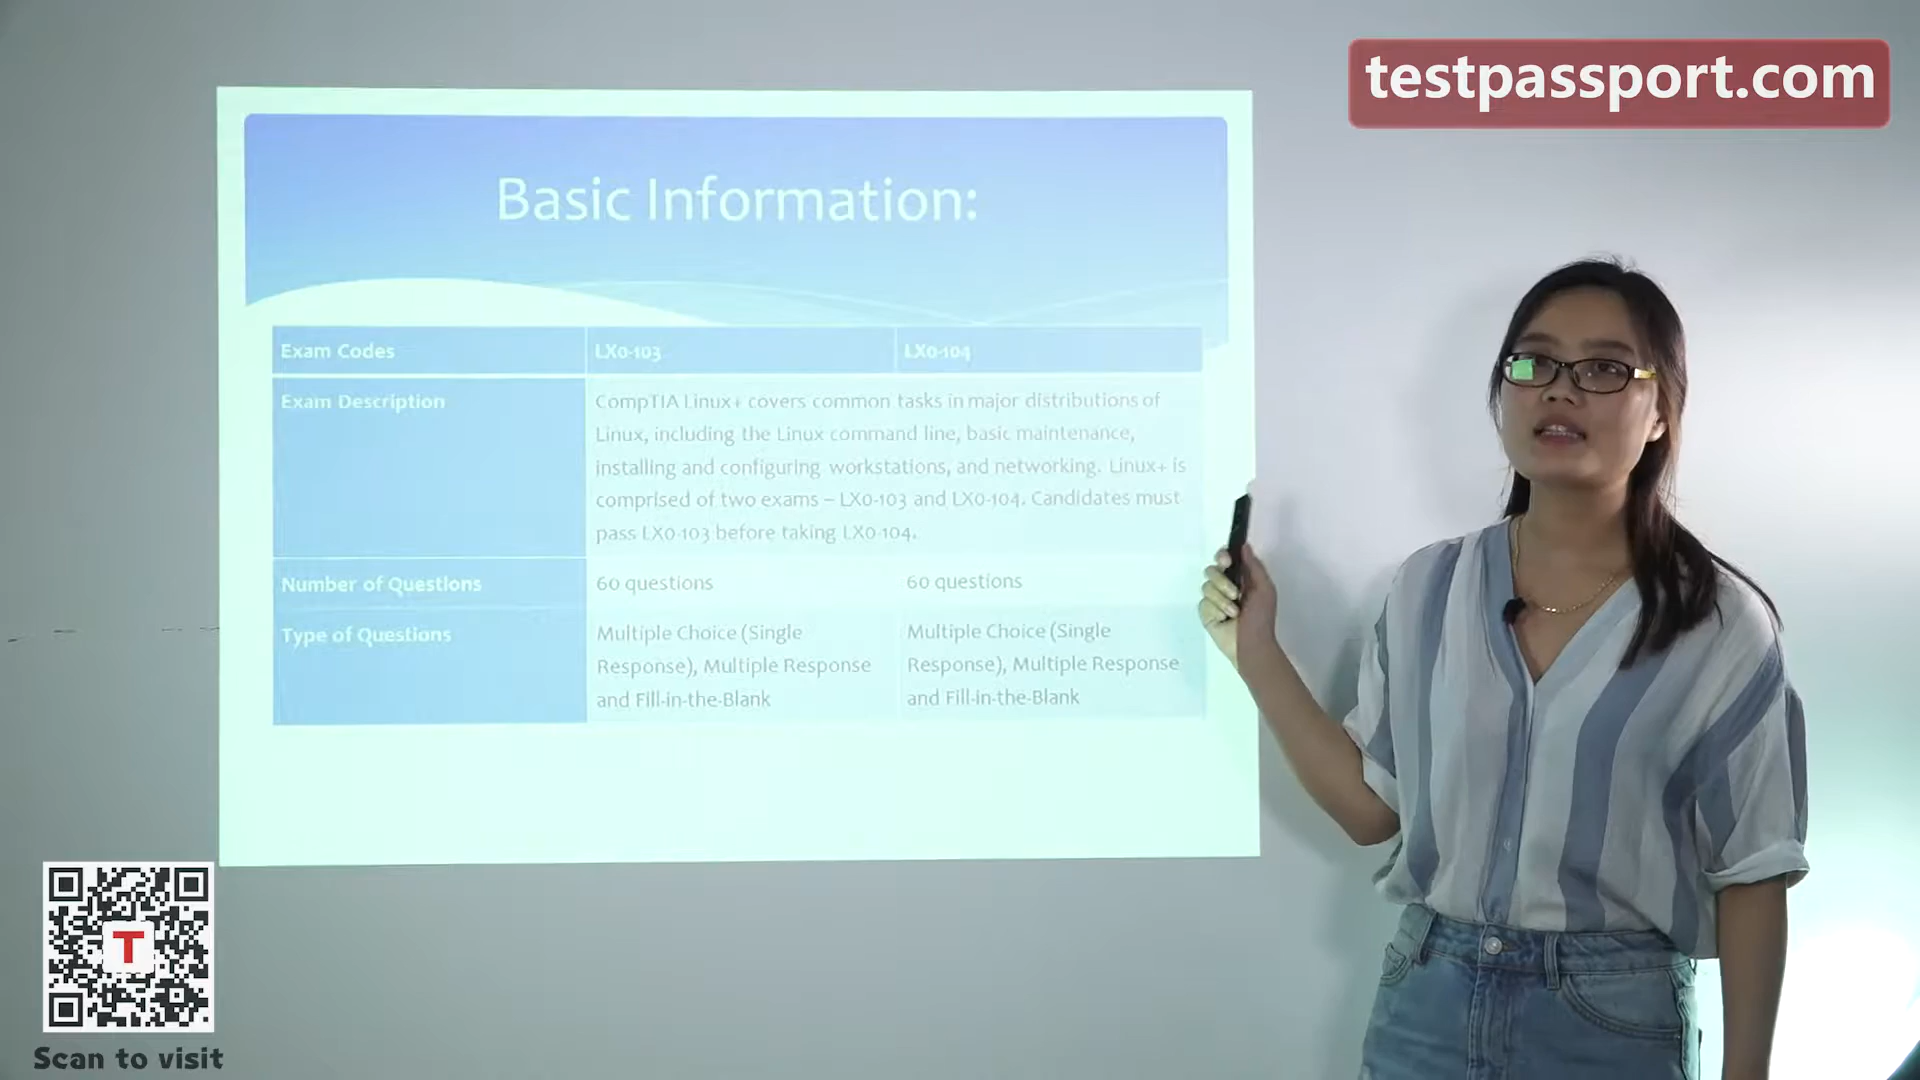 testpassport.com
Basic Information:
Exam Codes
LX0-103
LX0-104
Exam Description
CompTIA Linux+ covers common tasks in major distributions of
Linux, including the Linux command line, basic maintenance,
installing and configuring workstations, and networking. Linux+ is
comprised of two exams – LX0-103 and LX0-104. Candidates must
pass LX0-103 before taking LX0-104.
Number of Questions
60 questions
60 questions
Type of Questions
Multiple Choice (Single
Response), Multiple Response
and Fill-in-the-Blank
Multiple Choice (Single
Response), Multiple Response
and Fill-in-the-Blank
T
Scan to visit